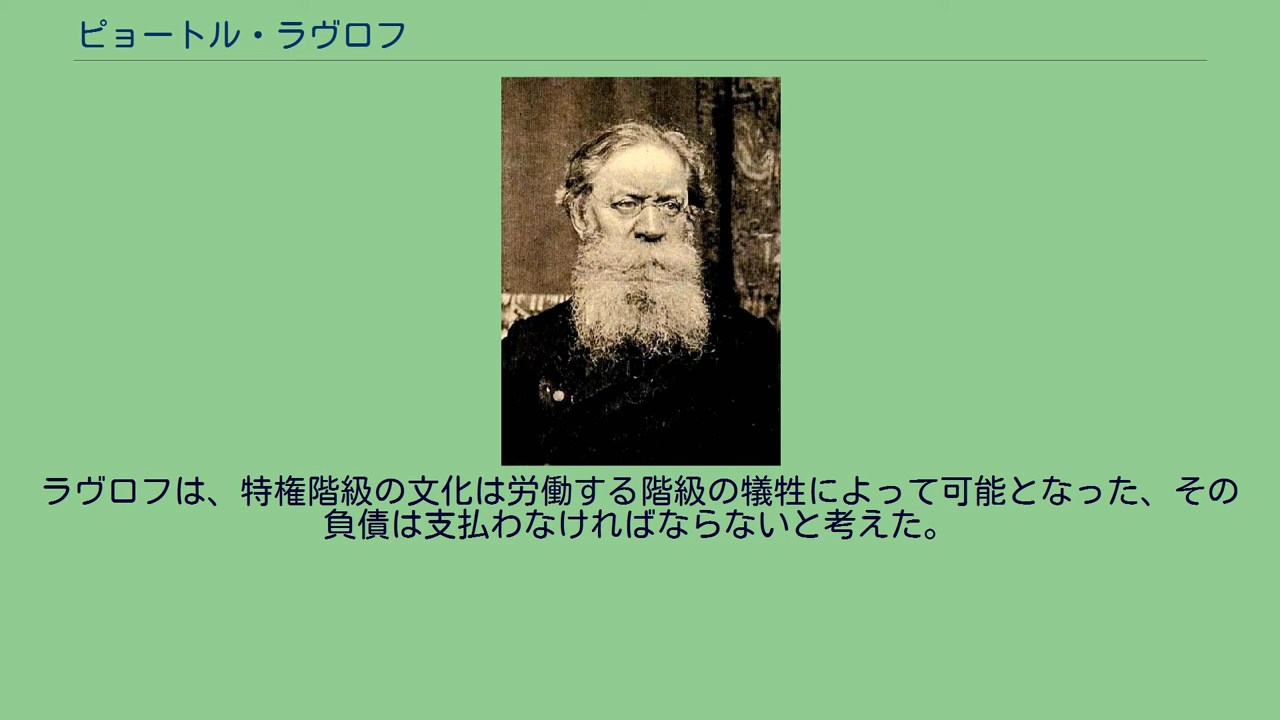 ピョートル・ラヴロフ
ラヴロフは、特権階級の文化は労働する階級の犠牲によって可能となった、その
負債は支払わなければならないと考えた。